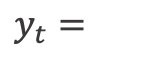 yₜ =